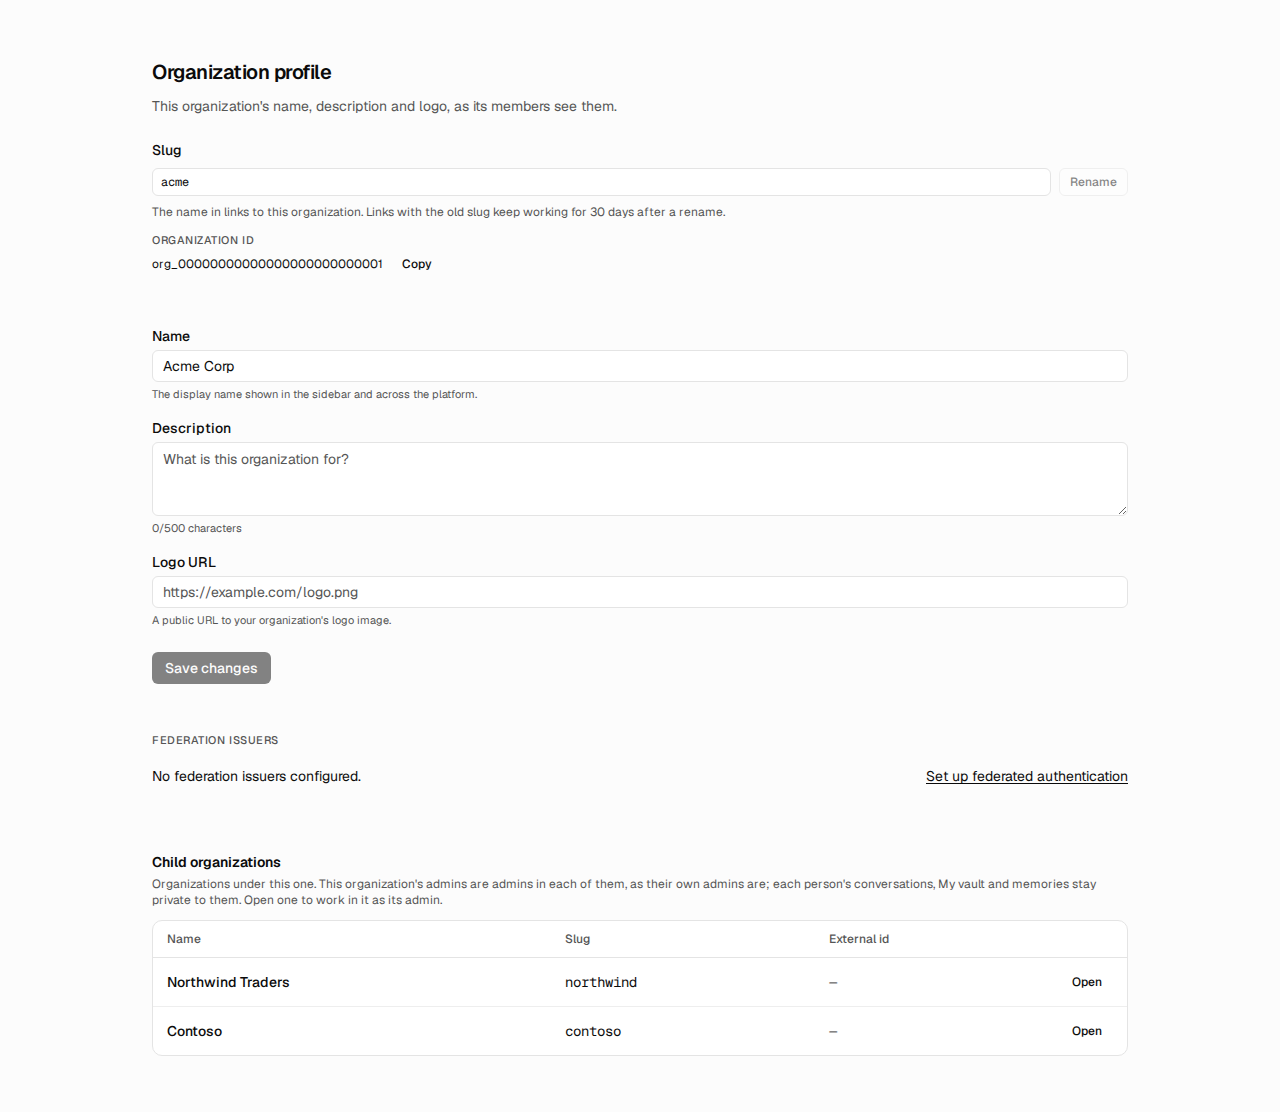 Organization profile
This organization's name, description and logo, as its members see them.
Slug
acme
Rename
The name in links to this organization. Links with the old slug keep working for 30 days after a rename.
ORGANIZATION ID
org_00000000000000000000000001
Copy
Name
Acme Corp
The display name shown in the sidebar and across the platform.
Description
What is this organization for?
0/500 characters
Logo URL
https://example.com/logo.png
A public URL to your organization's logo image.
Save changes
FEDERATION ISSUERS
No federation issuers configured.
Set up federated authentication
Child organizations
Organizations under this one. This organization's admins are admins in each of them, as their own admins are; each person's conversations, My vault and memories stay
private to them. Open one to work in it as its admin.
Name Slug External id
Northwind Traders northwind — Open
Contoso contoso — Open